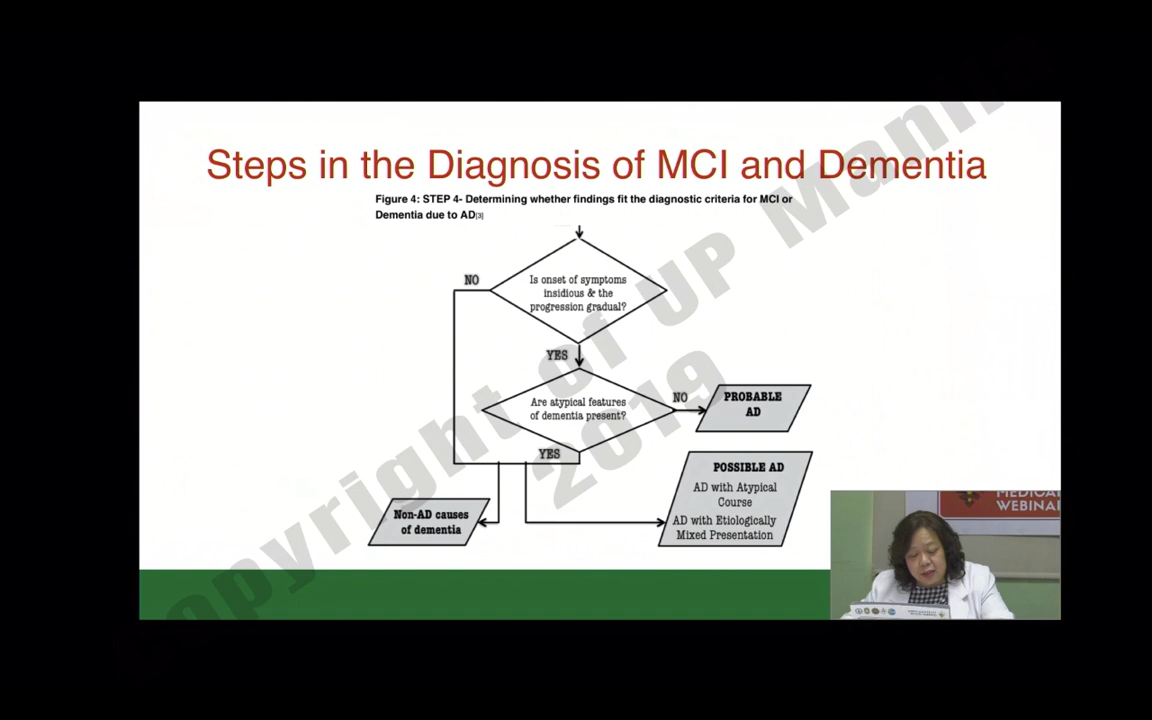 Steps in the Diagnosis of MCI and Dementia
Figure 4: STEP 4- Determining whether findings fit the diagnostic criteria for MCI or
Dementia due to AD[3]
NO
Is onset of symptoms
insidious & the
progression gradual?
YES
Are atypical features
of dementia present?
NO
PROBABLE
AD
YES
POSSIBLE AD
AD with Atypical
Course
AD with Etiologically
Mixed Presentation
Non-AD causes
of dementia
Copyright of UP Manila
2019
MEDICAL
WEBINA